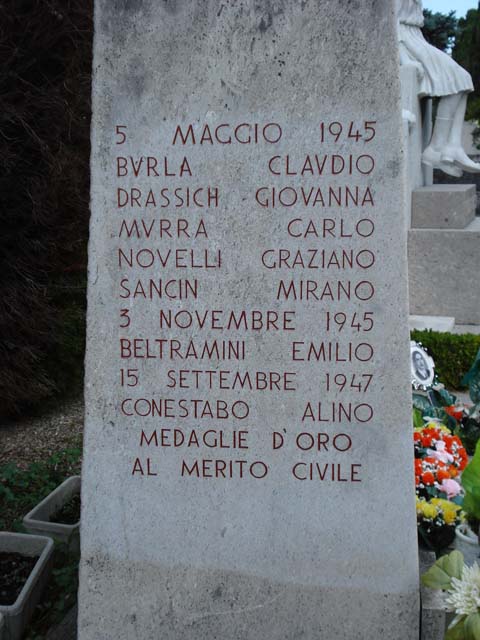 5 MAGGIO 1945
BVRLA CLAVDIO
DRASSICH GIOVANNA
MVRRA CARLO
NOVELLI GRAZIANO
SANCIN MIRANO
3 NOVEMBRE 1945
BELTRAMINI EMILIO
15 SETTEMBRE 1947
CONESTABO ALINO
MEDAGLIE D'ORO
AL MERITO CIVILE